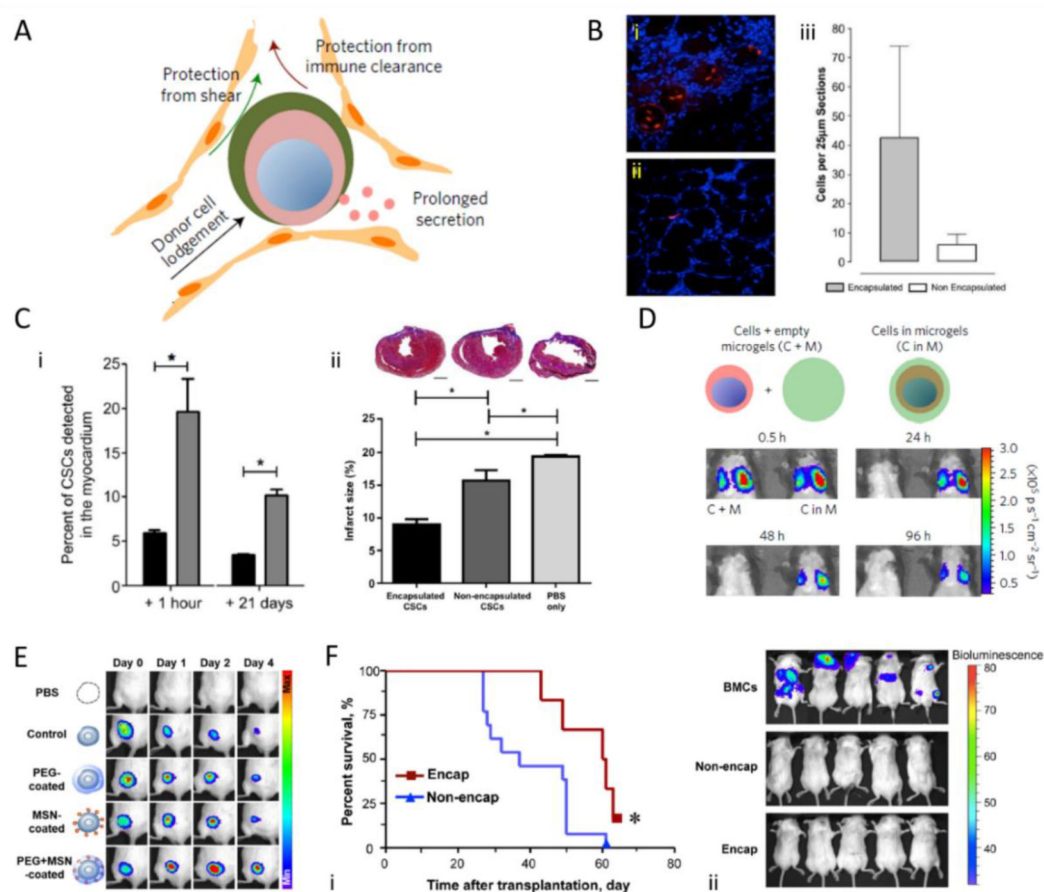 A
Protection
from shear
Protection from
immune clearance
Donor cell
lodgement
Prolonged
secretion
B
i
ii
iii
Cells per 25µm Sections
80
70
60
50
40
30
20
10
0
Encapsulated
Non Encapsulated
C
i
Percent of CSCs detected
in the myocardium
25
20
15
10
5
0
*
*
+ 1 hour
+ 21 days
ii
*
*
*
Infarct size (%)
25
20
15
10
5
0
Encapsulated
CSCs
Non-encapsulated
CSCs
PBS
only
D
Cells + empty
microgels (C + M)
Cells in microgels
(C in M)
+
0.5 h
24 h
C + M
C in M
48 h
96 h
3.0
2.5
2.0
1.5
1.0
0.5
(×10⁵ p s⁻¹ cm⁻² sr⁻¹)
E
Day 0 Day 1 Day 2 Day 4
PBS
Control
PEG-
coated
MSN-
coated
PEG+MSN
-coated
Max
Min
F
Percent survival, %
100
75
50
25
0
Encap
Non-encap
*
0 20 40 60 80
i
Time after transplantation, day
BMCs
Non-encap
Encap
ii
Bioluminescence
80
70
60
50
40